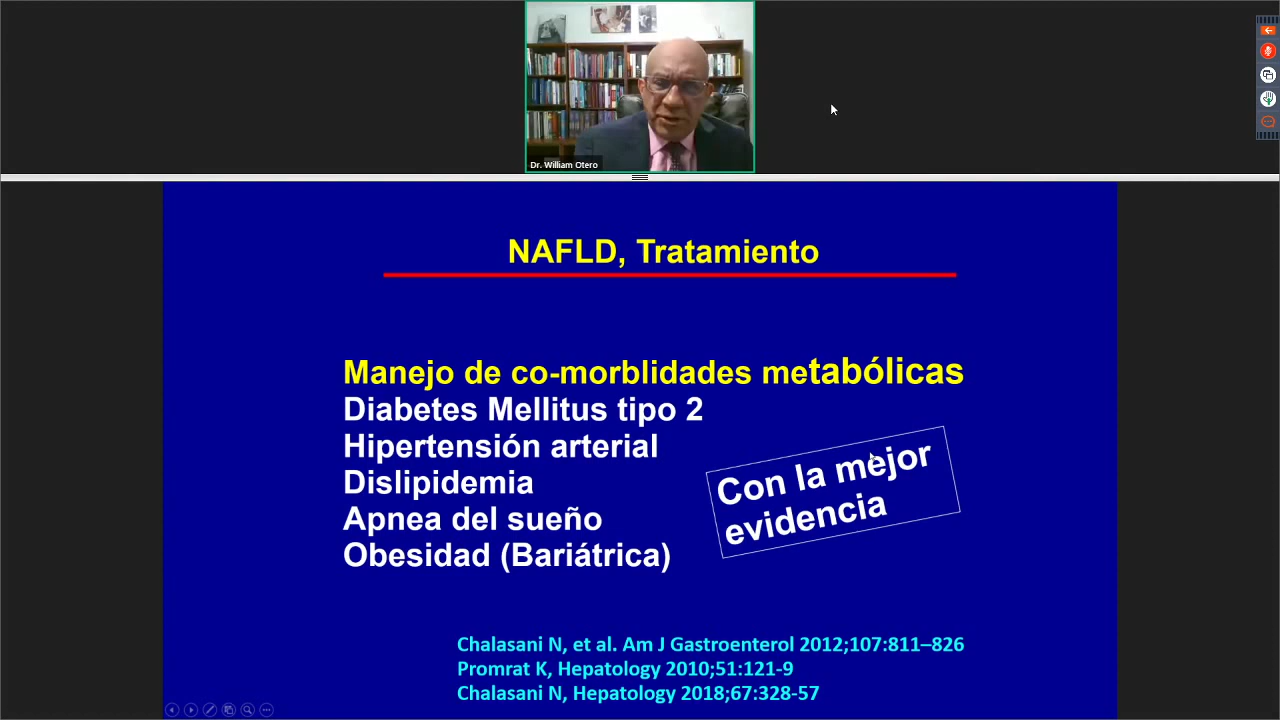 Dr. William Otero
NAFLD, Tratamiento
Manejo de co-morblidades metabólicas
Diabetes Mellitus tipo 2
Hipertensión arterial
Dislipidemia
Apnea del sueño
Obesidad (Bariátrica)
Con la mejor
evidencia
Chalasani N, et al. Am J Gastroenterol 2012;107:811–826
Promrat K, Hepatology 2010;51:121-9
Chalasani N, Hepatology 2018;67:328-57